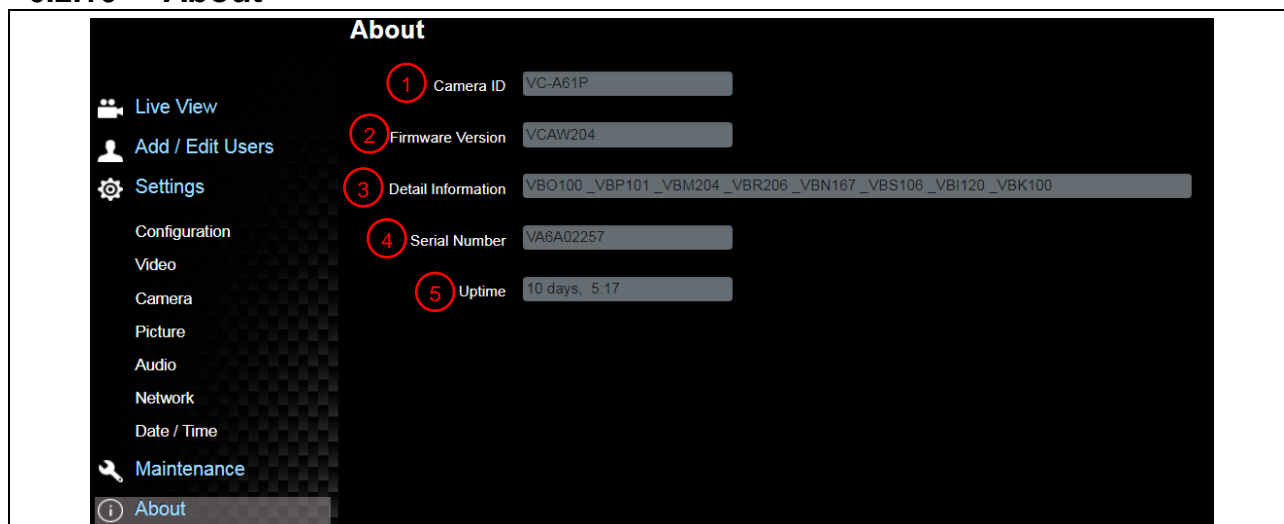 About
About
1 Camera ID VC-A61P
2 Firmware Version VCAW204
3 Detail Information VBO100 _VBP101 _VBM204 _VBR206 _VBN167 _VBS106 _VBI120 _VBK100
4 Serial Number VA6A02257
5 Uptime 10 days, 5:17
Live View
Add / Edit Users
Settings
Configuration
Video
Camera
Picture
Audio
Network
Date / Time
Maintenance
About